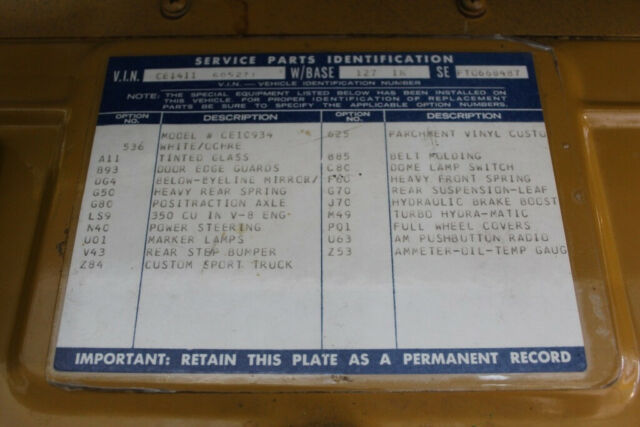 SERVICE PARTS IDENTIFICATION
V.I.N. CE1411 W/BASE 127 IN SE
V.I.N. — VEHICLE IDENTIFICATION NUMBER
NOTE: THE SPECIAL EQUIPMENT LISTED BELOW HAS BEEN INSTALLED ON
THIS VEHICLE. FOR PROPER IDENTIFICATION OF REPLACEMENT
PARTS BE SURE TO SPECIFY THE APPLICABLE OPTION NUMBERS.
OPTION NO. DESCRIPTION OPTION NO. DESCRIPTION
MODEL # CE1C934 625 PARCHMENT VINYL CUSTO
536 WHITE/OCHRE
A11 TINTED GLASS B85 BELT MOLDING
B93 DOOR EDGE GUARDS C80 DOME LAMP SWITCH
DG4 BELOW-EYELINE MIRROR/ F60 HEAVY FRONT SPRING
G50 HEAVY REAR SPRING G70 REAR SUSPENSION-LEAF
G80 POSITRACTION AXLE J70 HYDRAULIC BRAKE BOOST
LS9 350 CU IN V-8 ENG- M49 TURBO HYDRA-MATIC
N40 POWER STEERING P01 FULL WHEEL COVERS
U01 MARKER LAMPS U63 AM PUSHBUTTON RADIO
V43 REAR STEP BUMPER Z53 AMMETER-OIL-TEMP GAUG
Z84 CUSTOM SPORT TRUCK
IMPORTANT: RETAIN THIS PLATE AS A PERMANENT RECORD